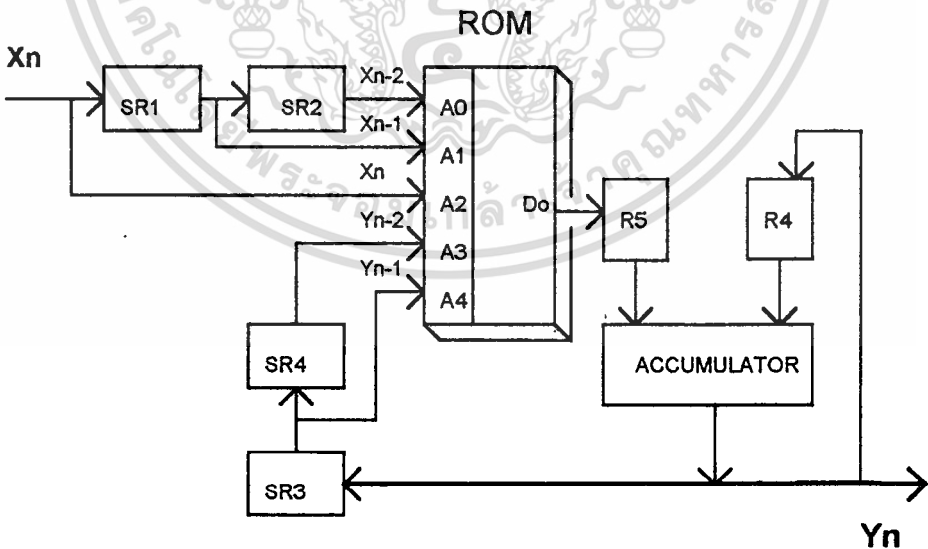 ROM
Xn
SR1
SR2
Xn-2
Xn-1
Xn
Yn-2
Yn-1
A0
A1
A2
A3
A4
Do
R5
R4
SR4
ACCUMULATOR
SR3
Yn